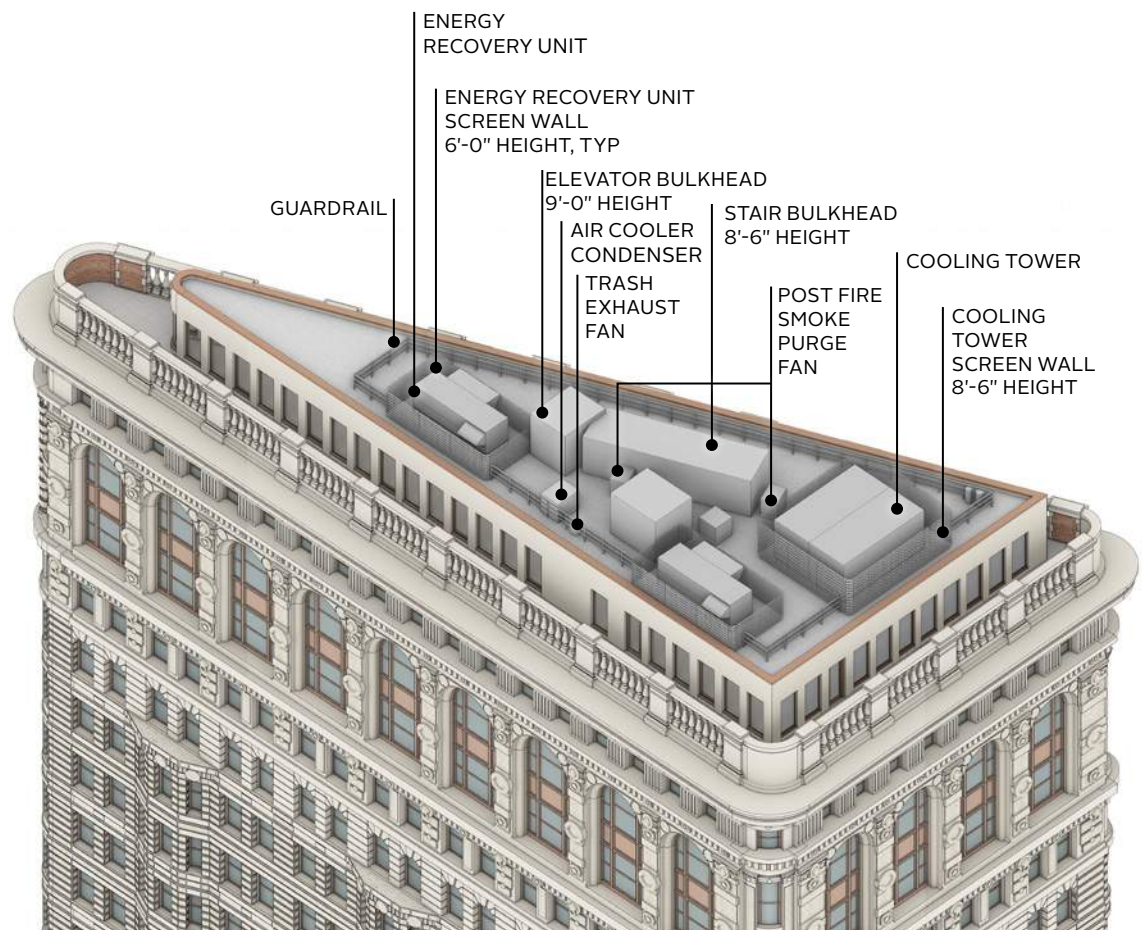 ENERGY
RECOVERY UNIT
ENERGY RECOVERY UNIT
SCREEN WALL
6'-0" HEIGHT, TYP
ELEVATOR BULKHEAD
9'-0" HEIGHT
GUARDRAIL
AIR COOLER
CONDENSER
STAIR BULKHEAD
8'-6" HEIGHT
TRASH
EXHAUST
FAN
POST FIRE
SMOKE
PURGE
FAN
COOLING TOWER
COOLING
TOWER
SCREEN WALL
8'-6" HEIGHT